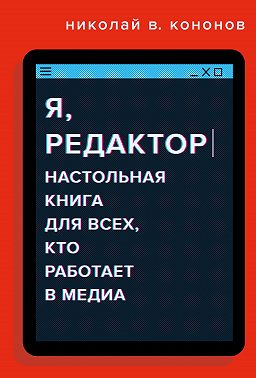 николай в. кононов
Я,
РЕДАКТОР
НАСТОЛЬНАЯ
КНИГА
ДЛЯ ВСЕХ,
КТО
РАБОТАЕТ
В МЕДИА